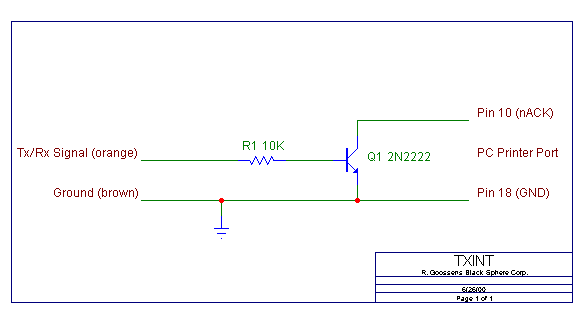 Pin 10 (nACK)
R1 10K
Tx/Rx Signal (orange)
Q1 2N2222
PC Printer Port
Ground (brown)
Pin 18 (GND)
TXINT
R. Goossens Black Sphere Corp.
6/26/00
Page 1 of 1